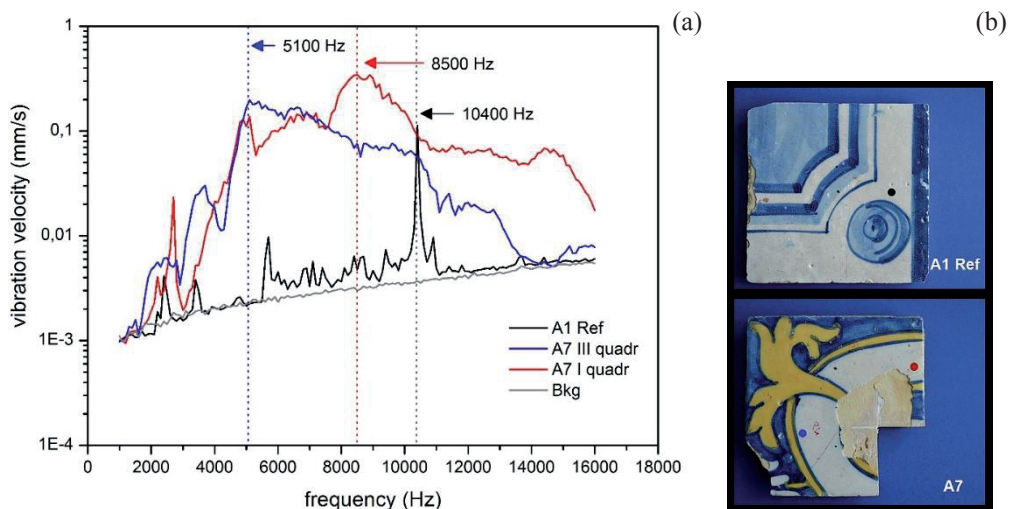 (a)
(b)
1
0,1
0,01
1E-3
1E-4
vibration velocity (mm/s)
5100 Hz
8500 Hz
10400 Hz
A1 Ref
A7 III quadr
A7 I quadr
Bkg
0 2000 4000 6000 8000 10000 12000 14000 16000 18000
frequency (Hz)
A1 Ref
A7